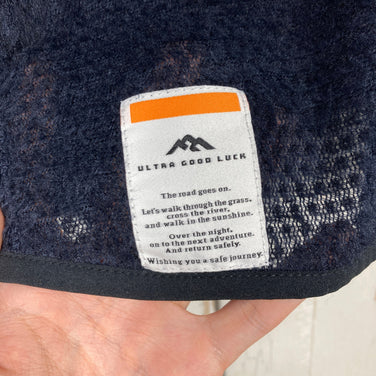 ULTRA GOOD LUCK
The road goes on.
Let's walk through the grass,
cross the river,
and walk in the sunshine.
Over the night,
on to the next adventure.
And return safely.
Wishing you a safe journey.